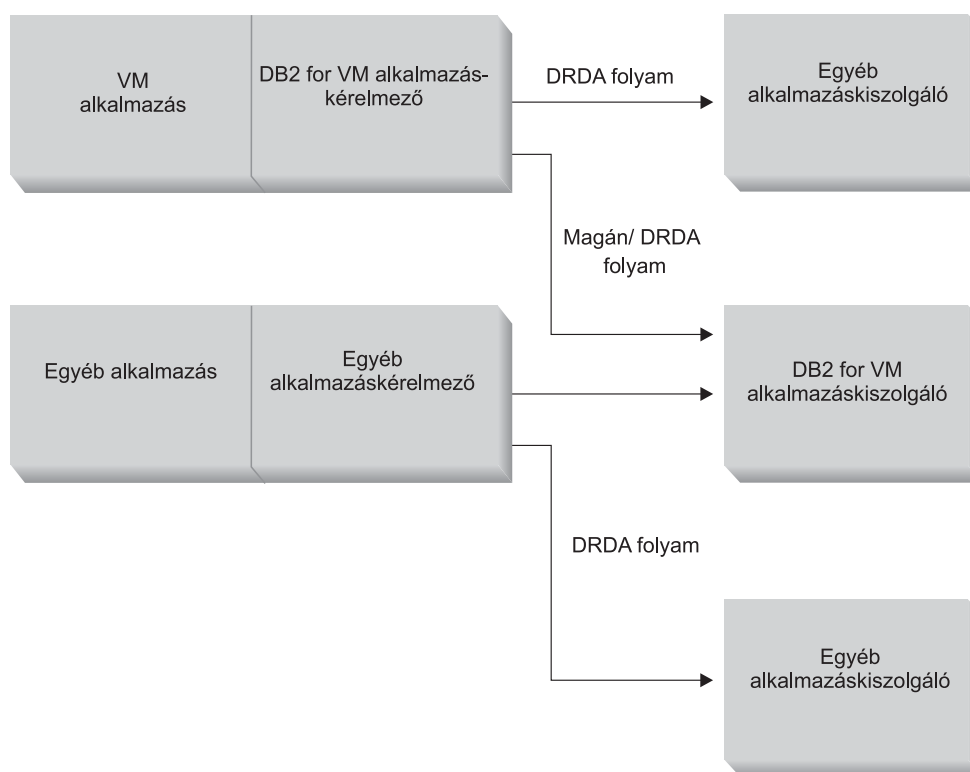 VM
alkalmazás
DB2 for VM alkalmazás-
kérelmező
DRDA folyam
Egyéb
alkalmazáskiszolgáló
Magán/ DRDA
folyam
Egyéb alkalmazás
Egyéb
alkalmazáskérelmező
DB2 for VM
alkalmazáskiszolgáló
DRDA folyam
Egyéb
alkalmazáskiszolgáló